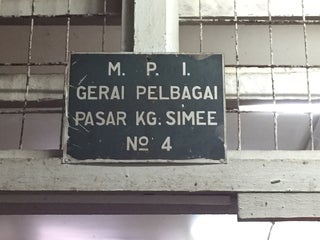 M. P. I.
GERAI PELBAGAI
PASAR KG. SIMEE
Nº 4